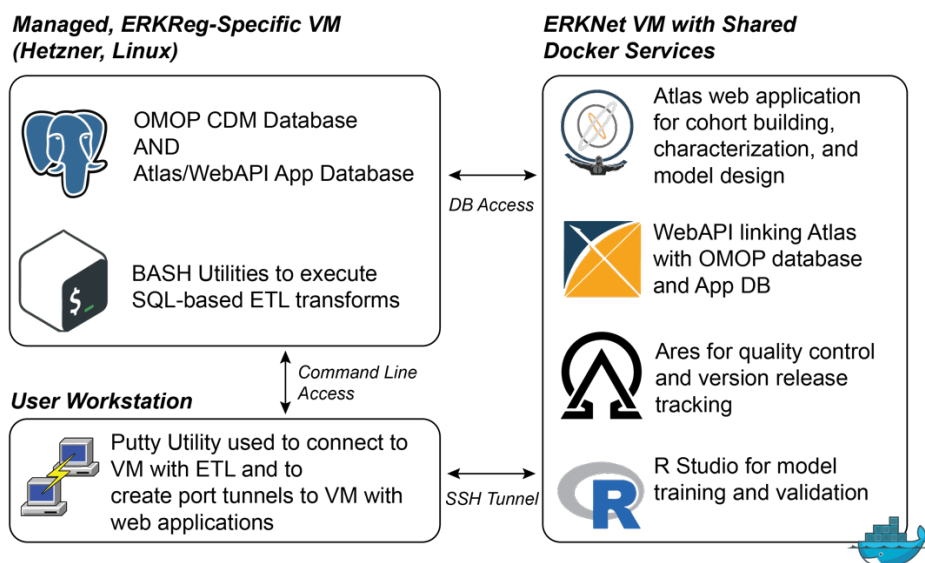 Managed, ERKReg-Specific VM
(Hetzner, Linux)
OMOP CDM Database
AND
Atlas/WebAPI App Database
$_
BASH Utilities to execute
SQL-based ETL transforms
DB Access
Command Line
Access
User Workstation
Putty Utility used to connect to
VM with ETL and to
create port tunnels to VM with
web applications
SSH Tunnel
ERKNet VM with Shared
Docker Services
Atlas web application
for cohort building,
characterization, and
model design
WebAPI linking Atlas
with OMOP database
and App DB
Ares for quality control
and version release
tracking
R
R Studio for model
training and validation